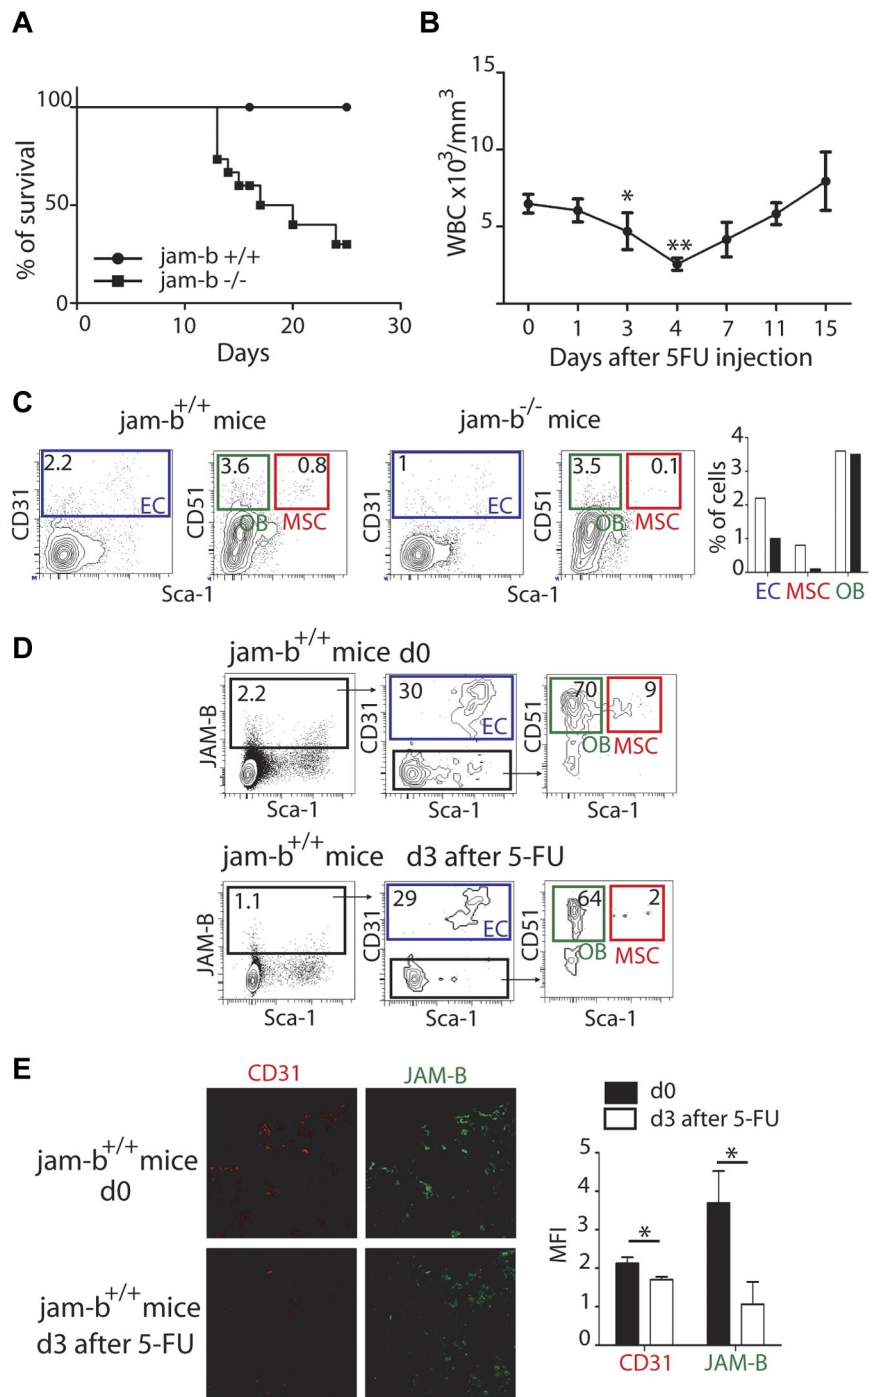 A
100
50
0
% of survival
jam-b +/+
jam-b -/-
0 10 20 30
Days
B
15
10
5
WBC x10³/mm³
*
**
0 1 3 4 7 11 15
Days after 5FU injection
C
jam-b+/+ mice
jam-b-/- mice
2.2
EC
CD31
3.6 0.8
OB MSC
CD51
Sca-1
1
EC
CD31
3.5 0.1
OB MSC
CD51
Sca-1
4
3
2
1
0
% of cells
EC MSC OB
D
jam-b+/+ mice d0
2.2
JAM-B
Sca-1
30
EC
CD31
Sca-1
70 9
OB MSC
CD51
Sca-1
jam-b+/+ mice d3 after 5-FU
1.1
JAM-B
Sca-1
29
EC
CD31
Sca-1
64 2
OB MSC
CD51
Sca-1
E
CD31 JAM-B
jam-b+/+ mice
d0
jam-b+/+ mice
d3 after 5-FU
d0
d3 after 5-FU
5
4
3
2
1
0
MFI
*
*
CD31 JAM-B